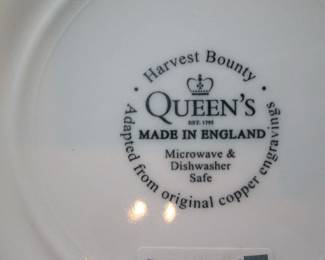 · Harvest Bounty ·
QUEEN'S
EST. 1795
MADE IN ENGLAND
Microwave &
Dishwasher
Safe
Adapted from original copper engravings